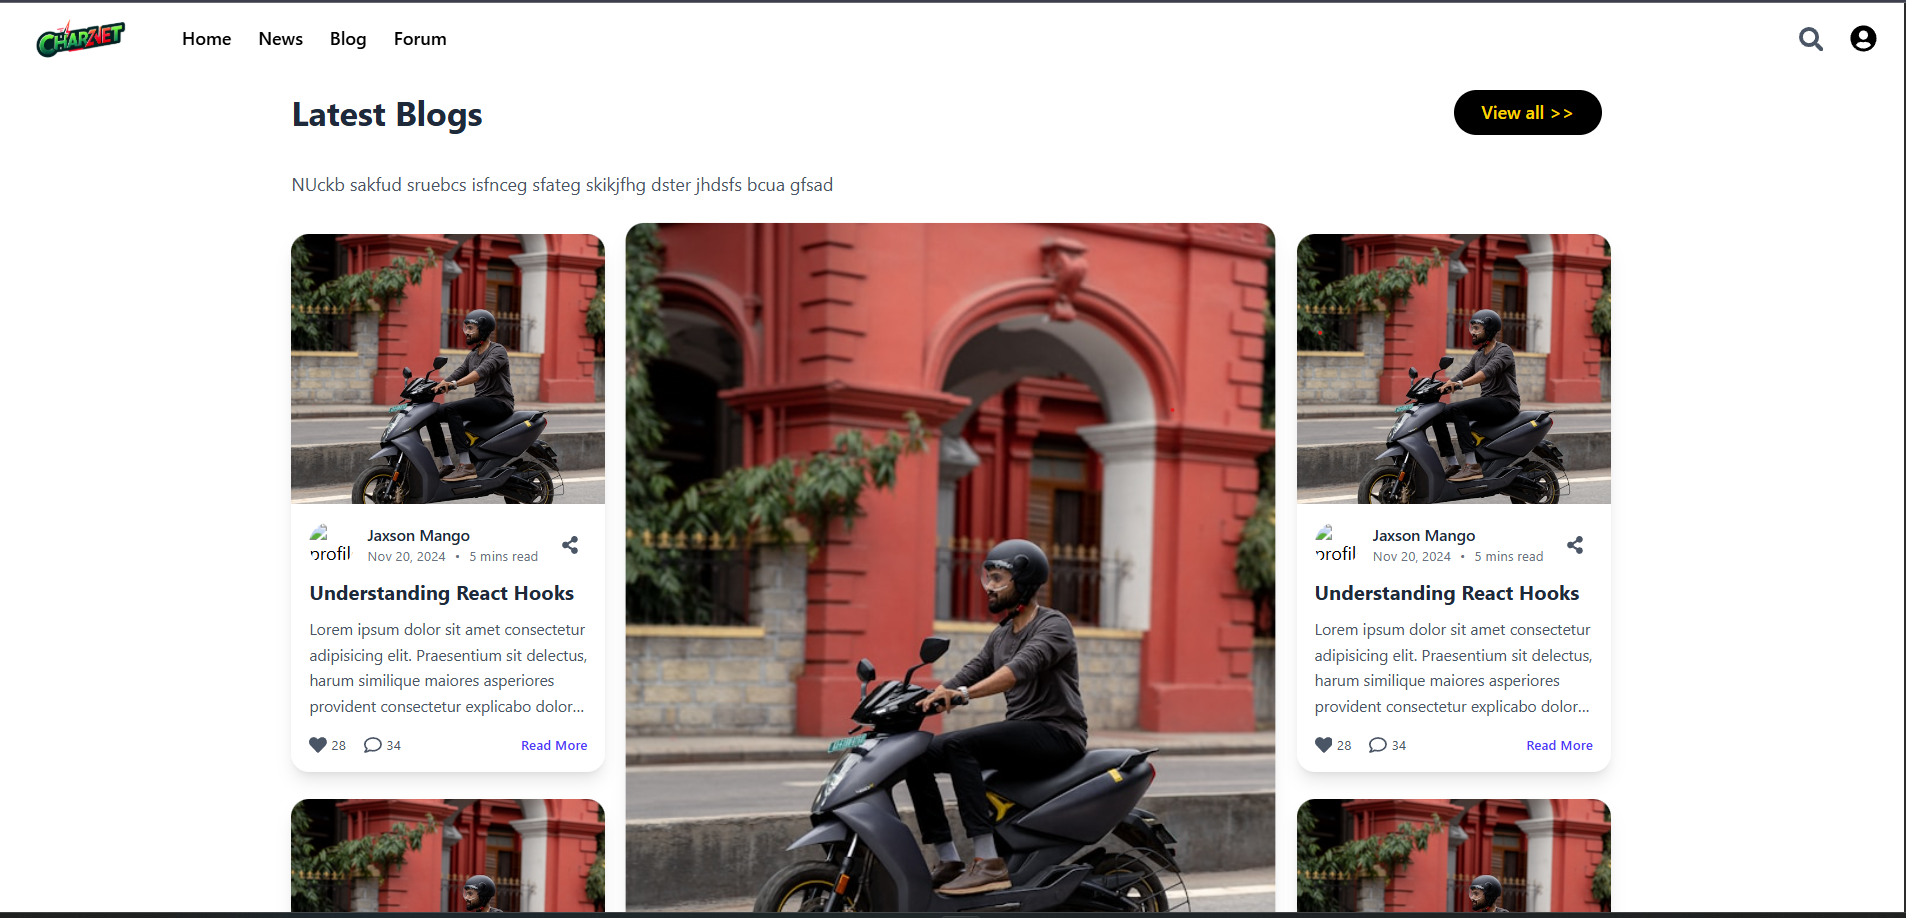 CHARZNET
Home News Blog Forum
Latest Blogs
View all >>
NUckb sakfud sruebcs isfnceg sfateg skikjfhg dster jhdsfs bcua gfsad
profil
Jaxson Mango
Nov 20, 2024 • 5 mins read
Understanding React Hooks
Lorem ipsum dolor sit amet consectetur
adipisicing elit. Praesentium sit delectus,
harum similique maiores asperiores
provident consectetur explicabo dolor...
28 34 Read More
profil
Jaxson Mango
Nov 20, 2024 • 5 mins read
Understanding React Hooks
Lorem ipsum dolor sit amet consectetur
adipisicing elit. Praesentium sit delectus,
harum similique maiores asperiores
provident consectetur explicabo dolor...
28 34 Read More